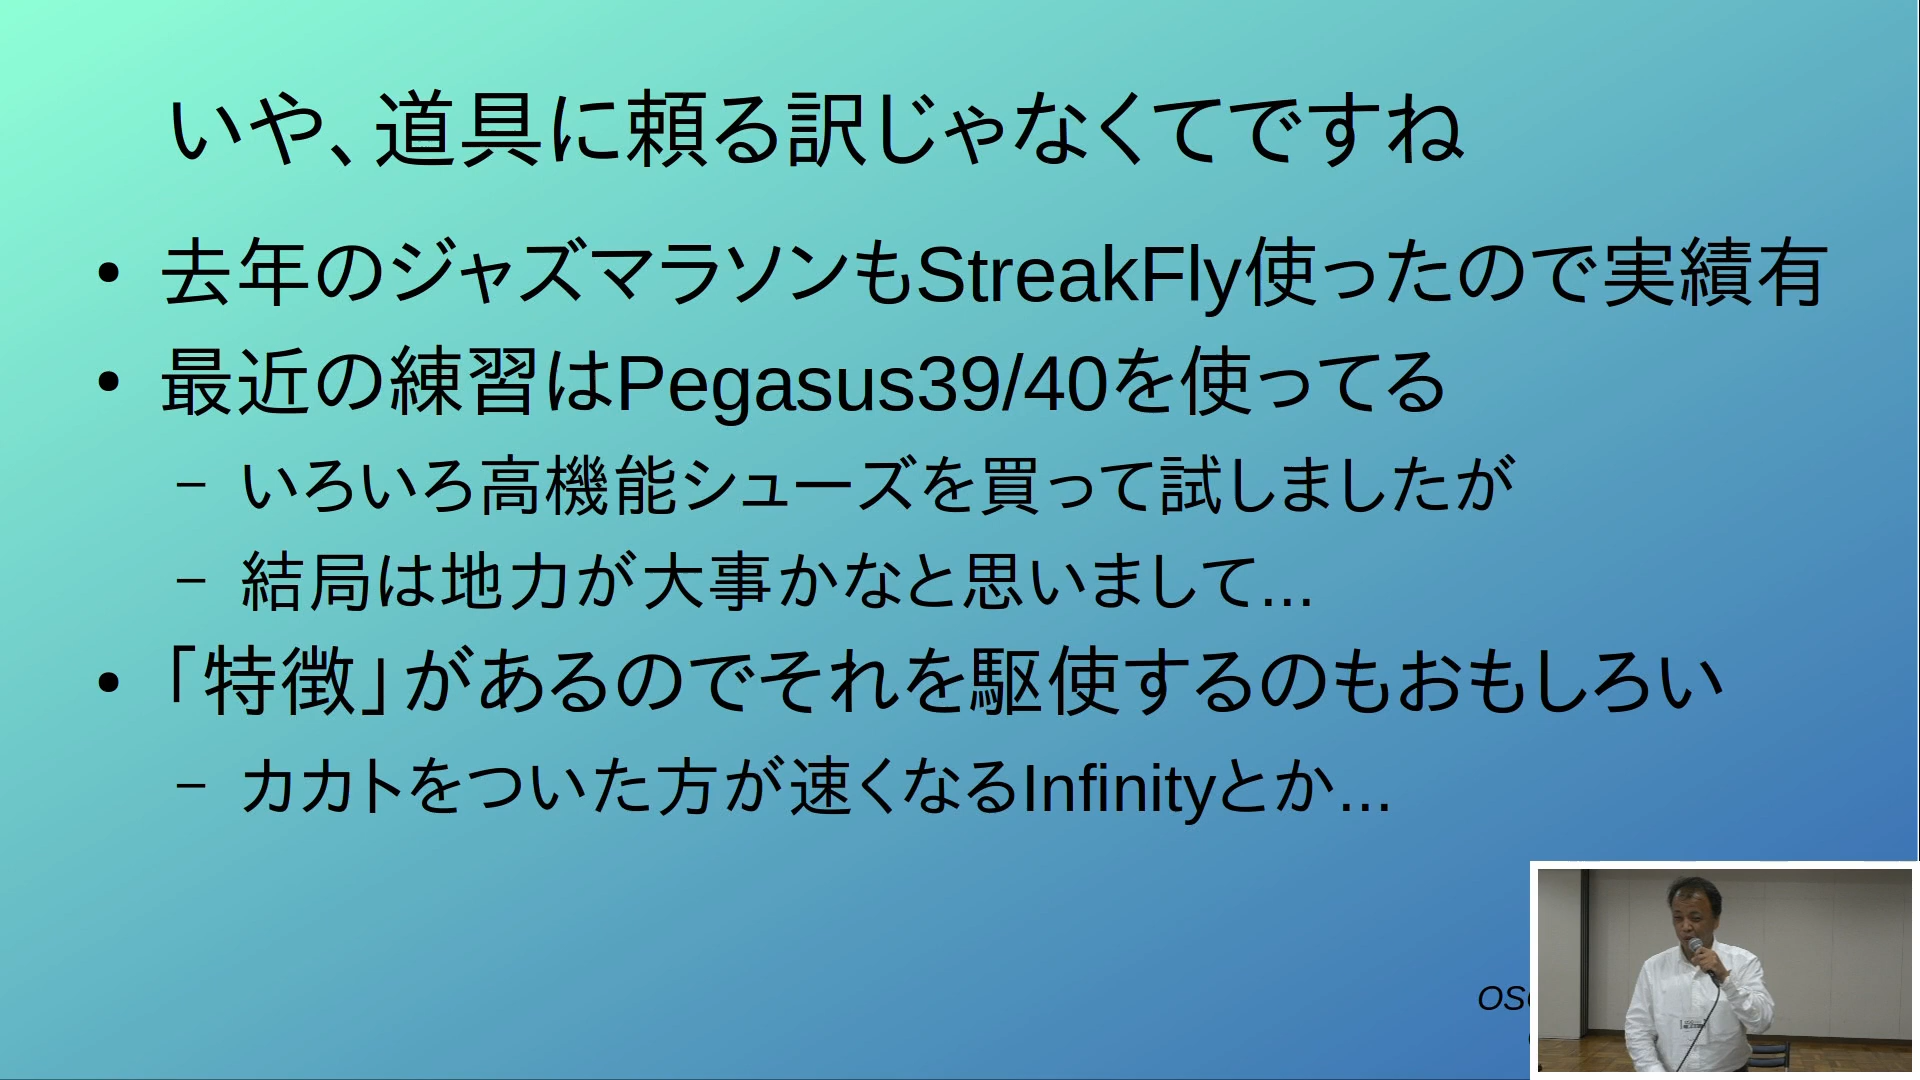 いや、道具に頼る訳じゃなくてですね
• 去年のジャズマラソンもStreakFly使ったので実績有
• 最近の練習はPegasus39/40を使ってる
– いろいろ高機能シューズを買って試しましたが
– 結局は地力が大事かなと思いまして...
• 「特徴」があるのでそれを駆使するのもおもしろい
– カカトをついた方が速くなるInfinityとか...